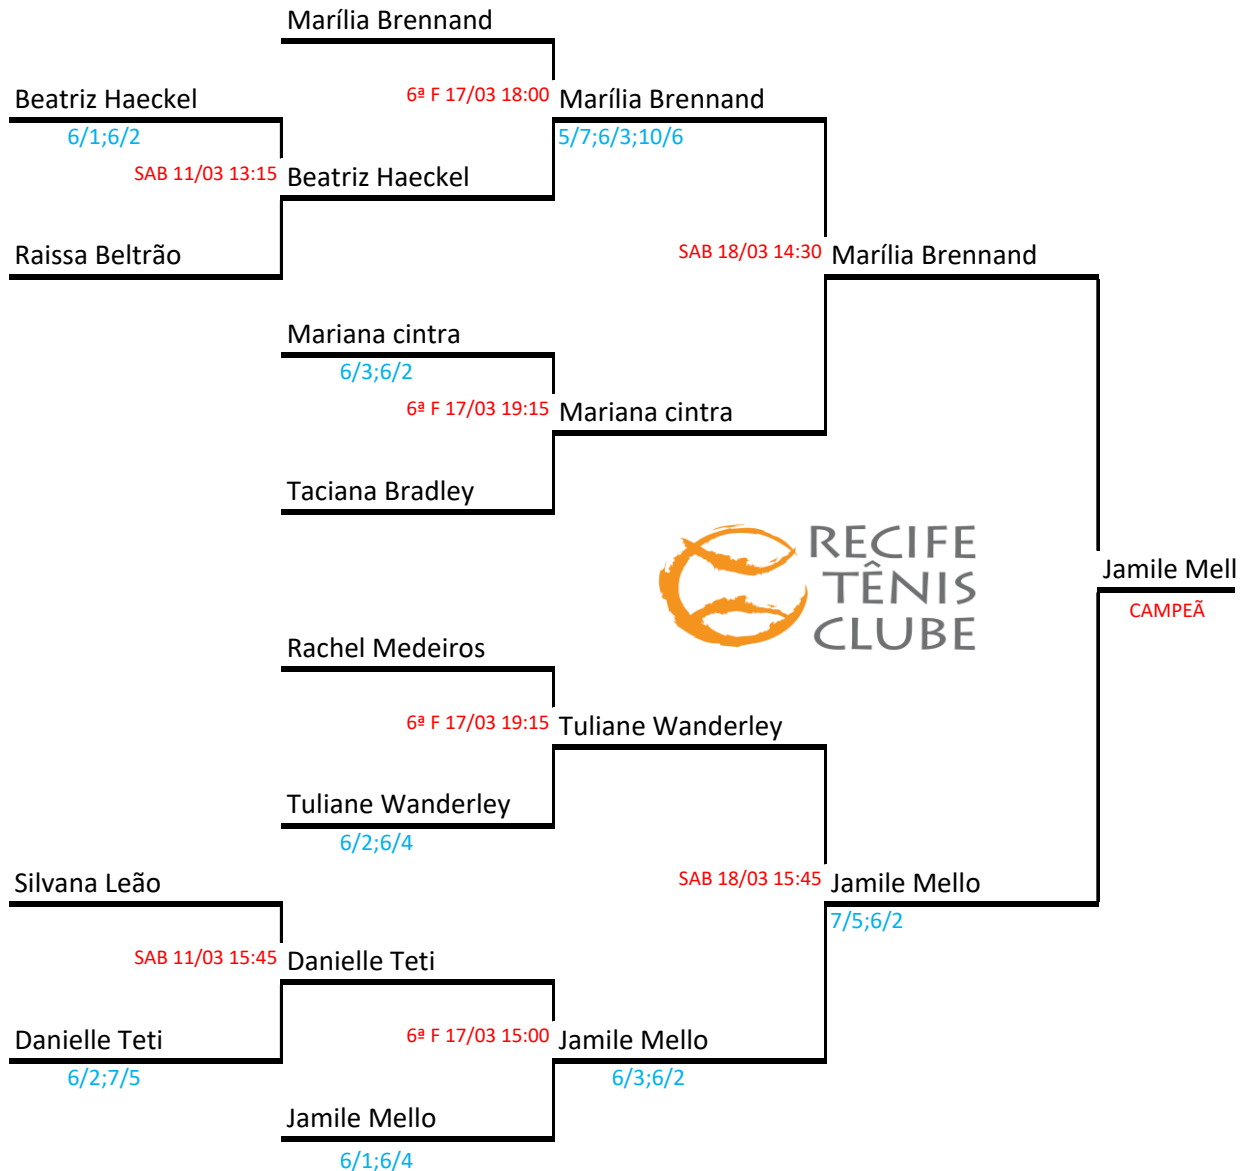 Marília Brennand
Beatriz Haeckel
6ª F 17/03 18:00 Marília Brennand
6/1;6/2
5/7;6/3;10/6
SAB 11/03 13:15 Beatriz Haeckel
Raissa Beltrão
SAB 18/03 14:30 Marília Brennand
Mariana cintra
6/3;6/2
6ª F 17/03 19:15 Mariana cintra
Taciana Bradley
RECIFE
TÊNIS
CLUBE
Jamile Mell
CAMPEÃ
Rachel Medeiros
6ª F 17/03 19:15 Tuliane Wanderley
Tuliane Wanderley
6/2;6/4
Silvana Leão
SAB 18/03 15:45 Jamile Mello
7/5;6/2
SAB 11/03 15:45 Danielle Teti
Danielle Teti
6ª F 17/03 15:00 Jamile Mello
6/2;7/5
6/3;6/2
Jamile Mello
6/1;6/4